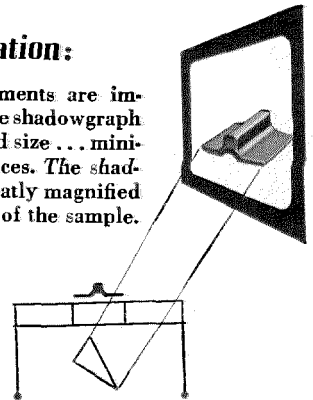 ation:
ments are im-
e shadowgraph
d size ... mini-
ces. The shad-
atly magnified
of the sample.